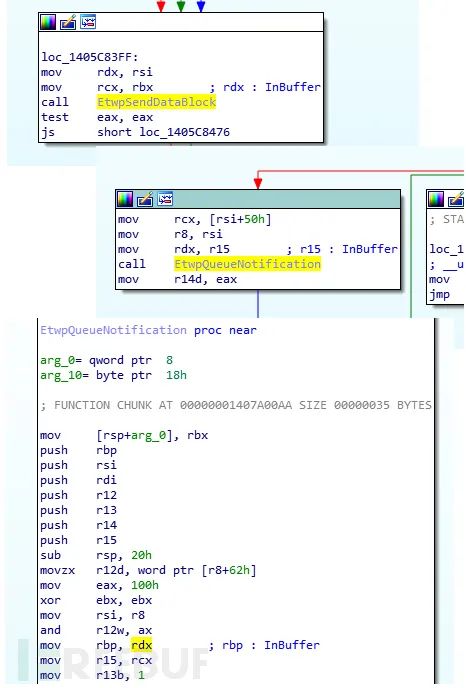 loc_1405C83FF:
mov rdx, rsi
mov rcx, rbx ; rdx : InBuffer
call EtwpSendDataBlock
test eax, eax
js short loc_1405C8476
mov rcx, [rsi+50h]
mov r8, rsi
mov rdx, r15 ; r15 : InBuffer
call EtwpQueueNotification
mov r14d, eax
; STA
loc_1
; __u
mov
jmp
EtwpQueueNotification proc near
arg_0= qword ptr 8
arg_10= byte ptr 18h
; FUNCTION CHUNK AT 00000001407A00AA SIZE 00000035 BYTES
mov [rsp+arg_0], rbx
push rbp
push rsi
push rdi
push r12
push r13
push r14
push r15
sub rsp, 20h
movzx r12d, word ptr [r8+62h]
mov eax, 100h
xor ebx, ebx
mov rsi, r8
and r12w, ax
mov rbp, rdx ; rbp : InBuffer
mov r15, rcx
mov r13b, 1